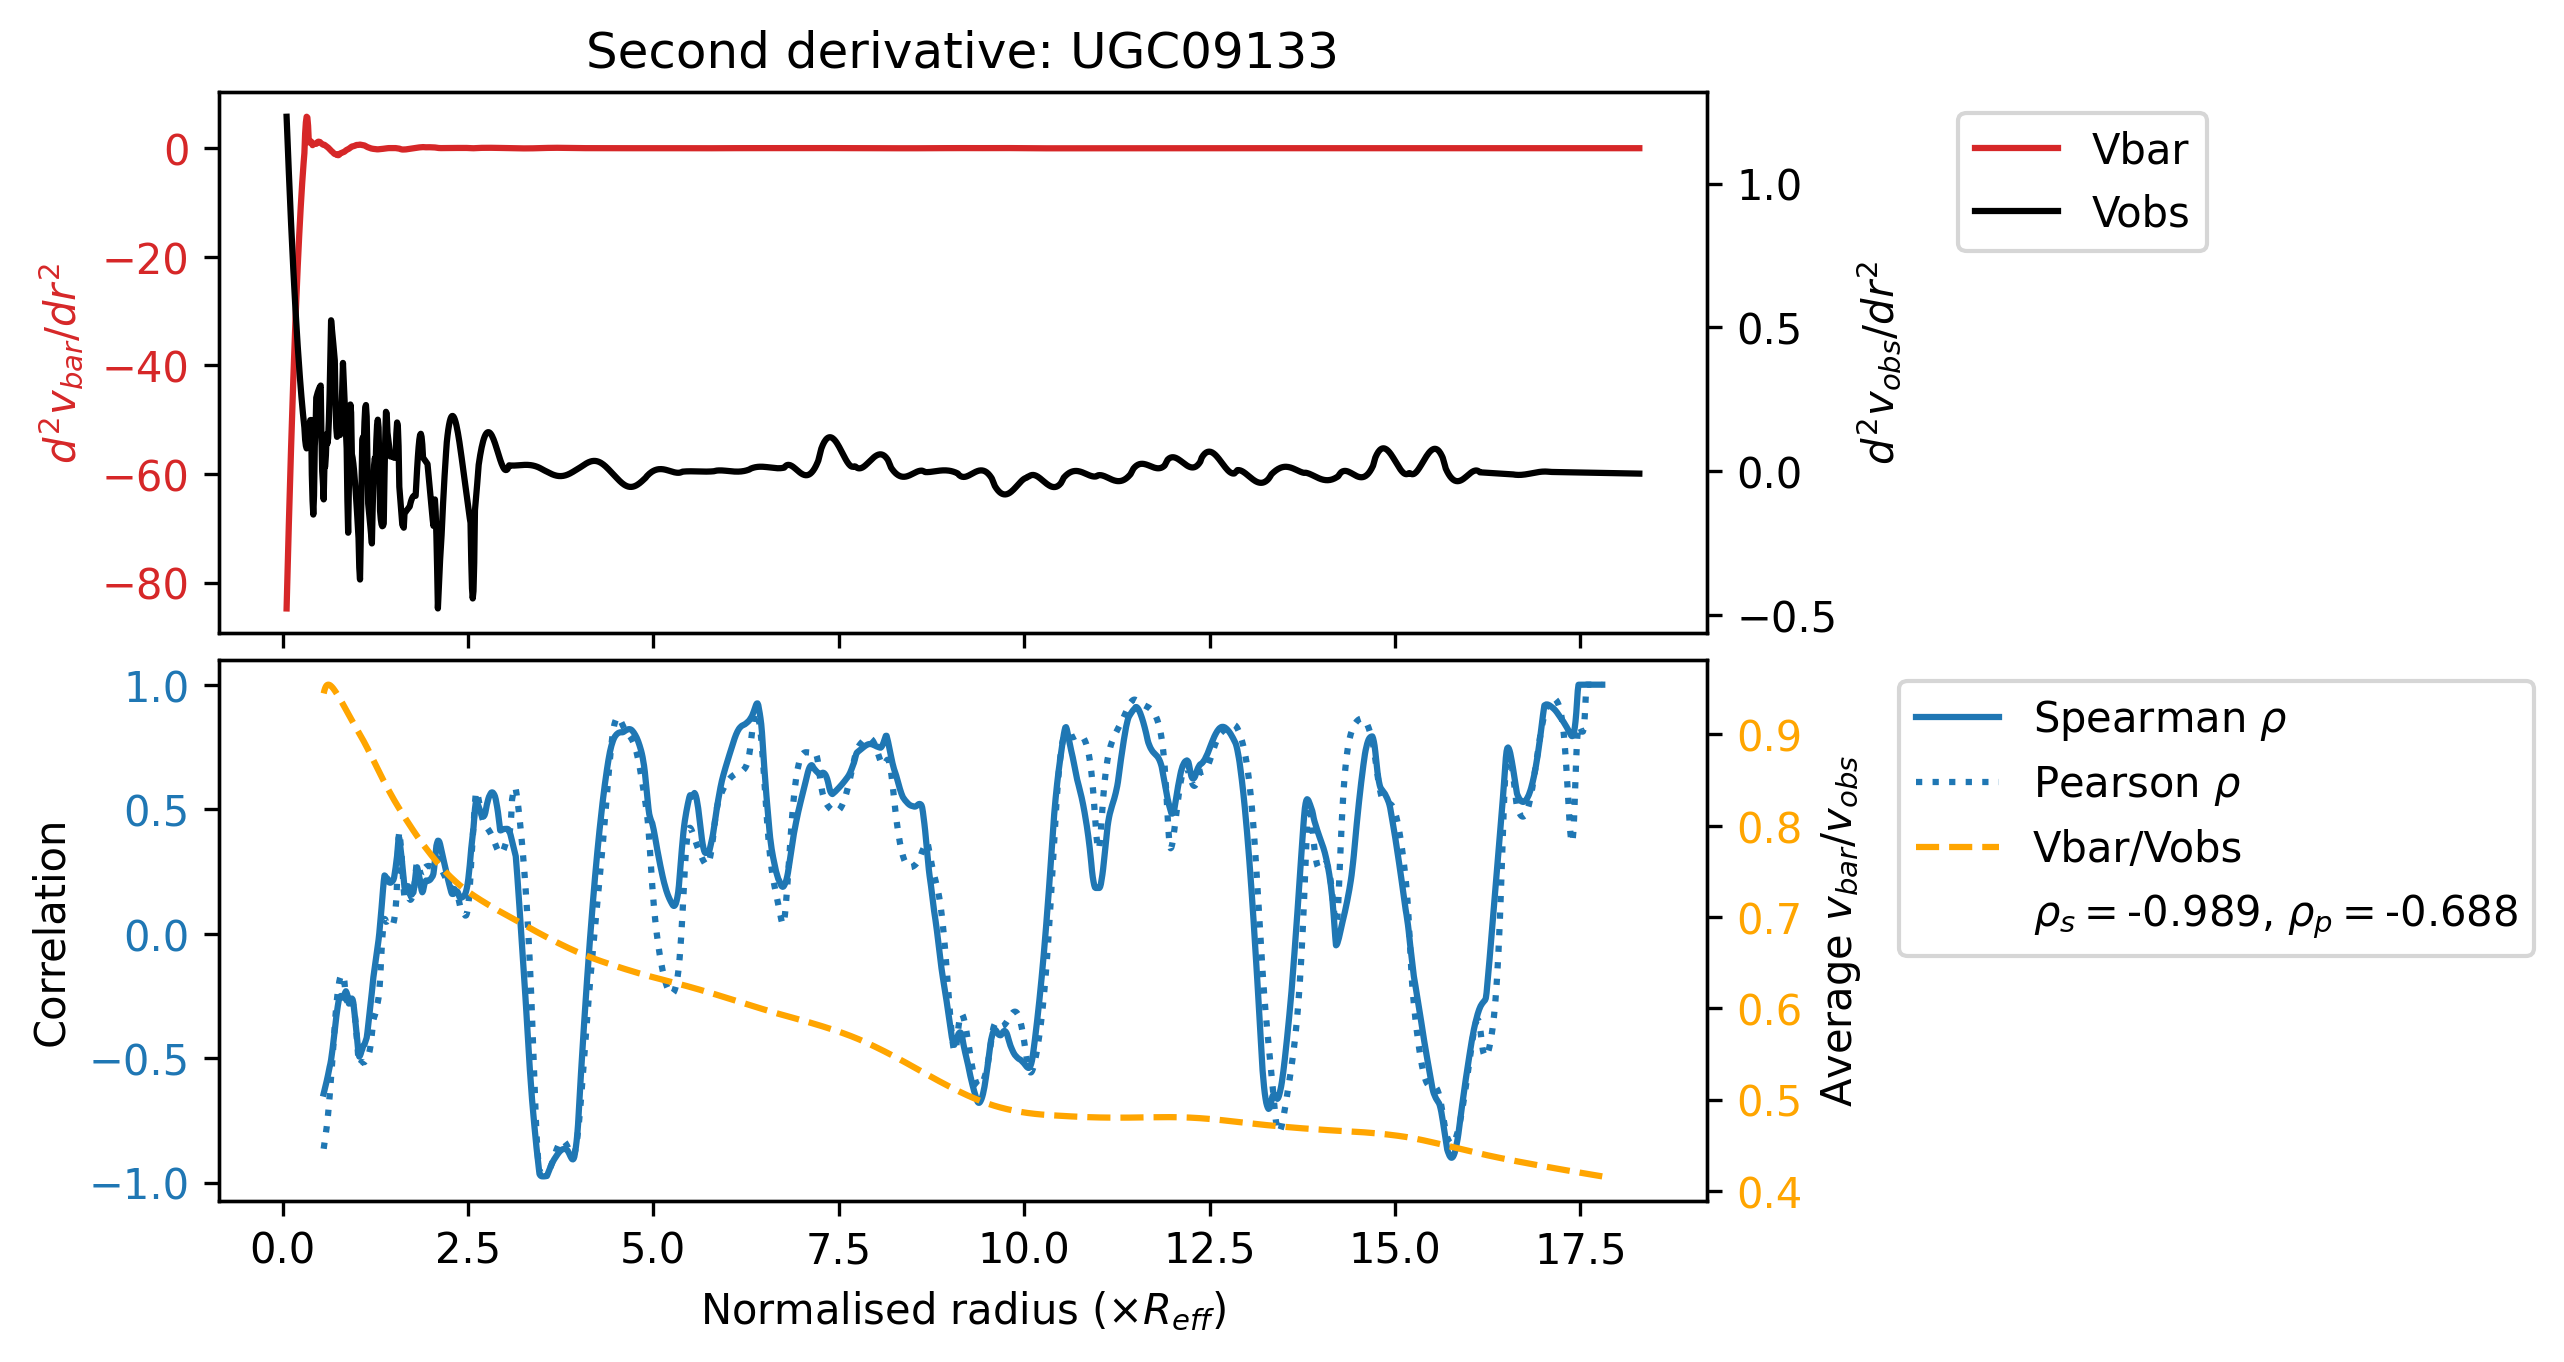 Second derivative: UGC09133
0
−20
−40
−60
−80
d²v_bar/dr²
1.0
0.5
0.0
−0.5
d²v_obs/dr²
Vbar
Vobs
1.0
0.5
0.0
−0.5
−1.0
Correlation
0.9
0.8
0.7
0.6
0.5
0.4
Average v_bar/v_obs
Spearman ρ
Pearson ρ
Vbar/Vobs
ρ_s = -0.989, ρ_p = -0.688
0.0 2.5 5.0 7.5 10.0 12.5 15.0 17.5
Normalised radius (×R_eff)